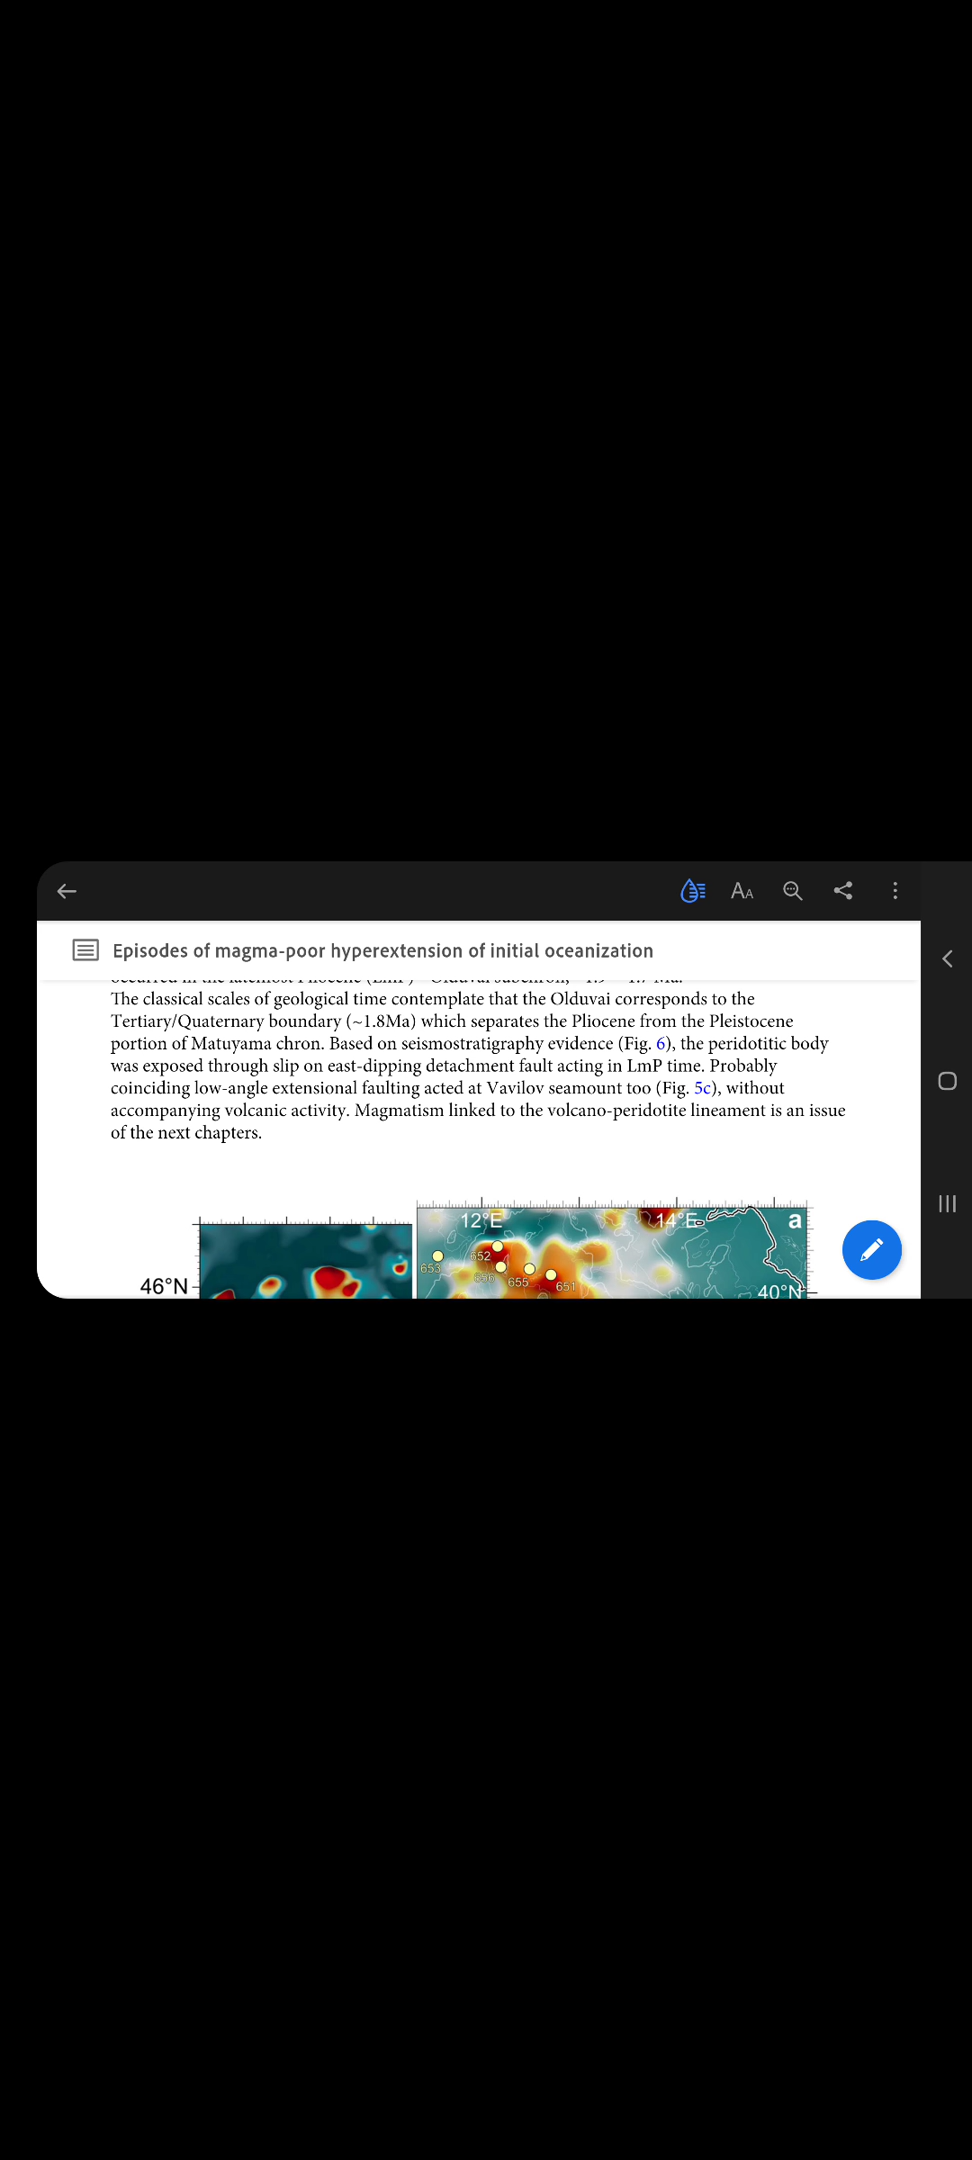 Episodes of magma-poor hyperextension of initial oceanization
The classical scales of geological time contemplate that the Olduvai corresponds to the
Tertiary/Quaternary boundary (~1.8Ma) which separates the Pliocene from the Pleistocene
portion of Matuyama chron. Based on seismostratigraphy evidence (Fig. 6), the peridotitic body
was exposed through slip on east-dipping detachment fault acting in LmP time. Probably
coinciding low-angle extensional faulting acted at Vavilov seamount too (Fig. 5c), without
accompanying volcanic activity. Magmatism linked to the volcano-peridotite lineament is an issue
of the next chapters.
12°E
14°E
a
652
653
655
651
46°N
40°N